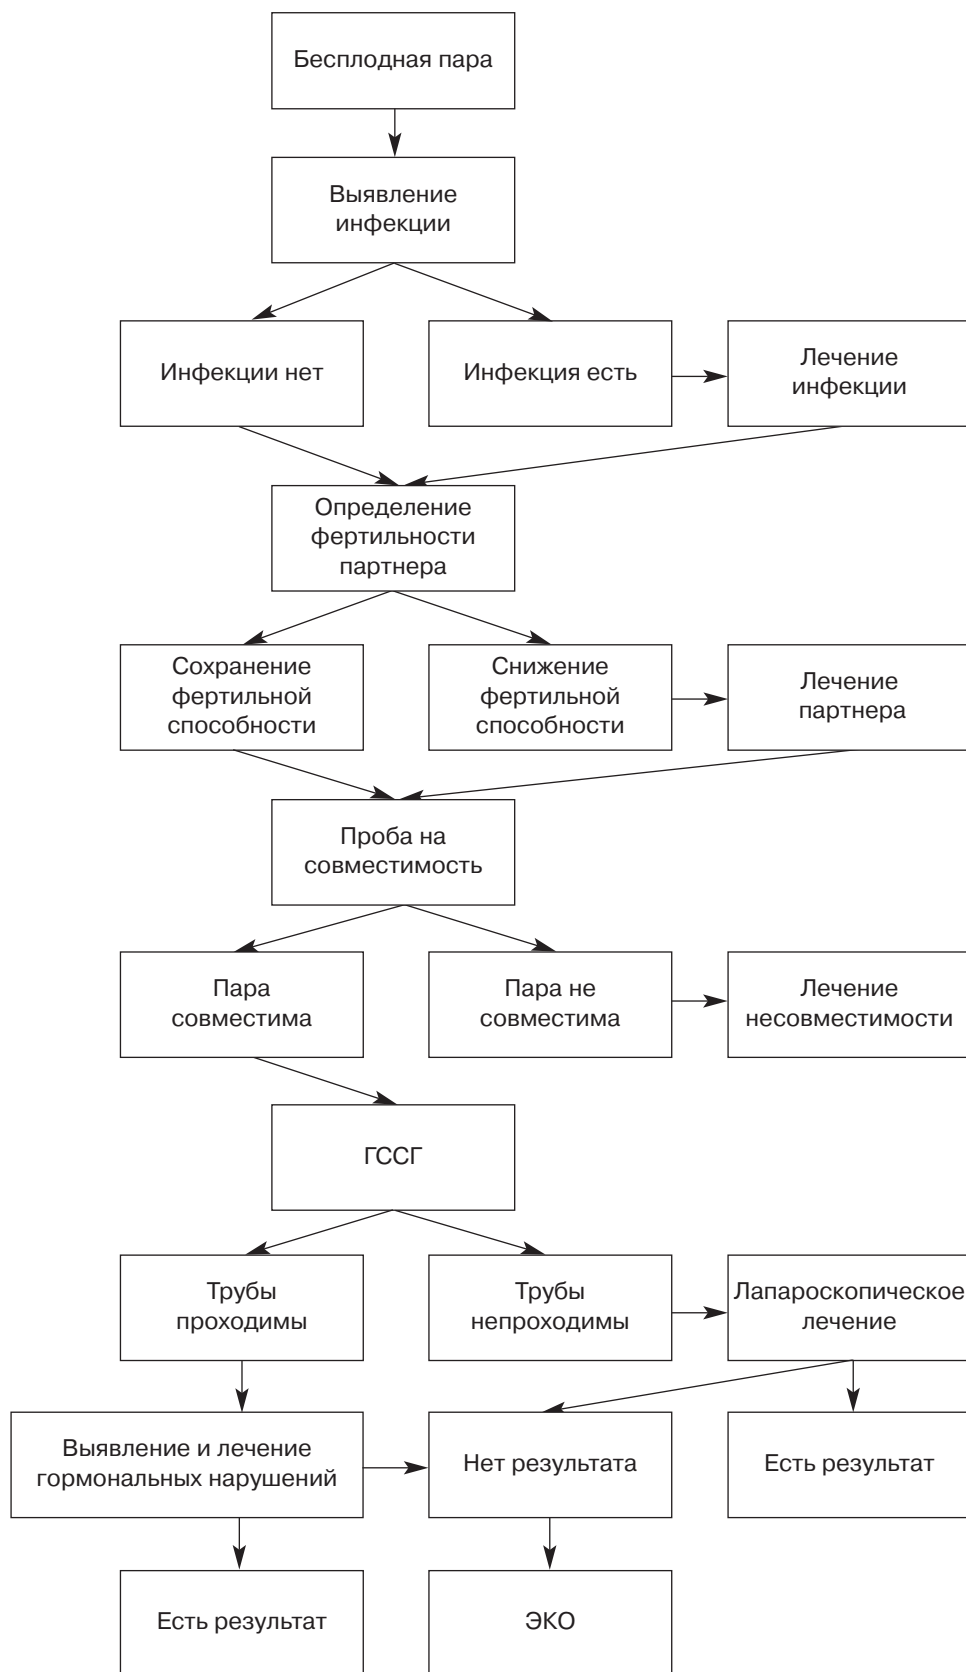 Бесплодная пара
Выявление
инфекции
Инфекции нет
Инфекция есть
Лечение
инфекции
Определение
фертильности
партнера
Сохранение
фертильной
способности
Снижение
фертильной
способности
Лечение
партнера
Проба на
совместимость
Пара
совместима
Пара не
совместима
Лечение
несовместимости
ГССГ
Трубы
проходимы
Трубы
непроходимы
Лапароскопическое
лечение
Выявление и лечение
гормональных нарушений
Нет результата
Есть результат
Есть результат
ЭКО